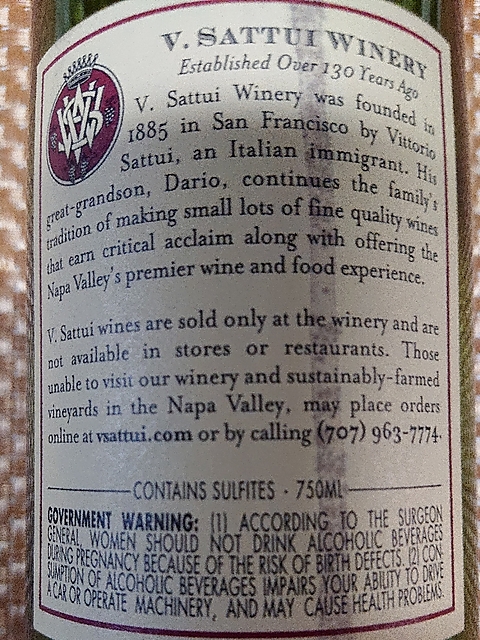 V. SATTUI WINERY
Established Over 130 Years Ago
V. Sattui Winery was founded in
1885 in San Francisco by Vittorio
Sattui, an Italian immigrant. His
great-grandson, Dario, continues the family's
tradition of making small lots of fine quality wines
that earn critical acclaim along with offering the
Napa Valley's premier wine and food experience.
V. Sattui wines are sold only at the winery and are
not available in stores or restaurants. Those
unable to visit our winery and sustainably-farmed
vineyards in the Napa Valley, may place orders
online at vsattui.com or by calling (707) 963-7774.
CONTAINS SULFITES · 750ML
GOVERNMENT WARNING: (1) ACCORDING TO THE SURGEON
GENERAL, WOMEN SHOULD NOT DRINK ALCOHOLIC BEVERAGES
DURING PREGNANCY BECAUSE OF THE RISK OF BIRTH DEFECTS. (2) CON-
SUMPTION OF ALCOHOLIC BEVERAGES IMPAIRS YOUR ABILITY TO DRIVE
A CAR OR OPERATE MACHINERY, AND MAY CAUSE HEALTH PROBLEMS.